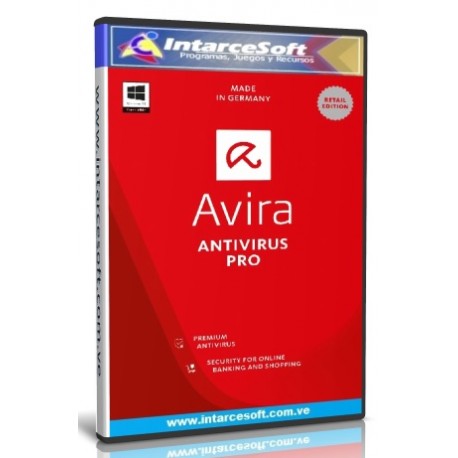 IntarceSoft
Programas, Juegos y Recursos
MADE
IN GERMANY
RETAIL
EDITION
Avira
ANTIVIRUS
PRO
PREMIUM
ANTIVIRUS
SECURITY FOR ONLINE
BANKING AND SHOPPING
www.intarcesoft.com.ve
www.intarcesoft.com.ve